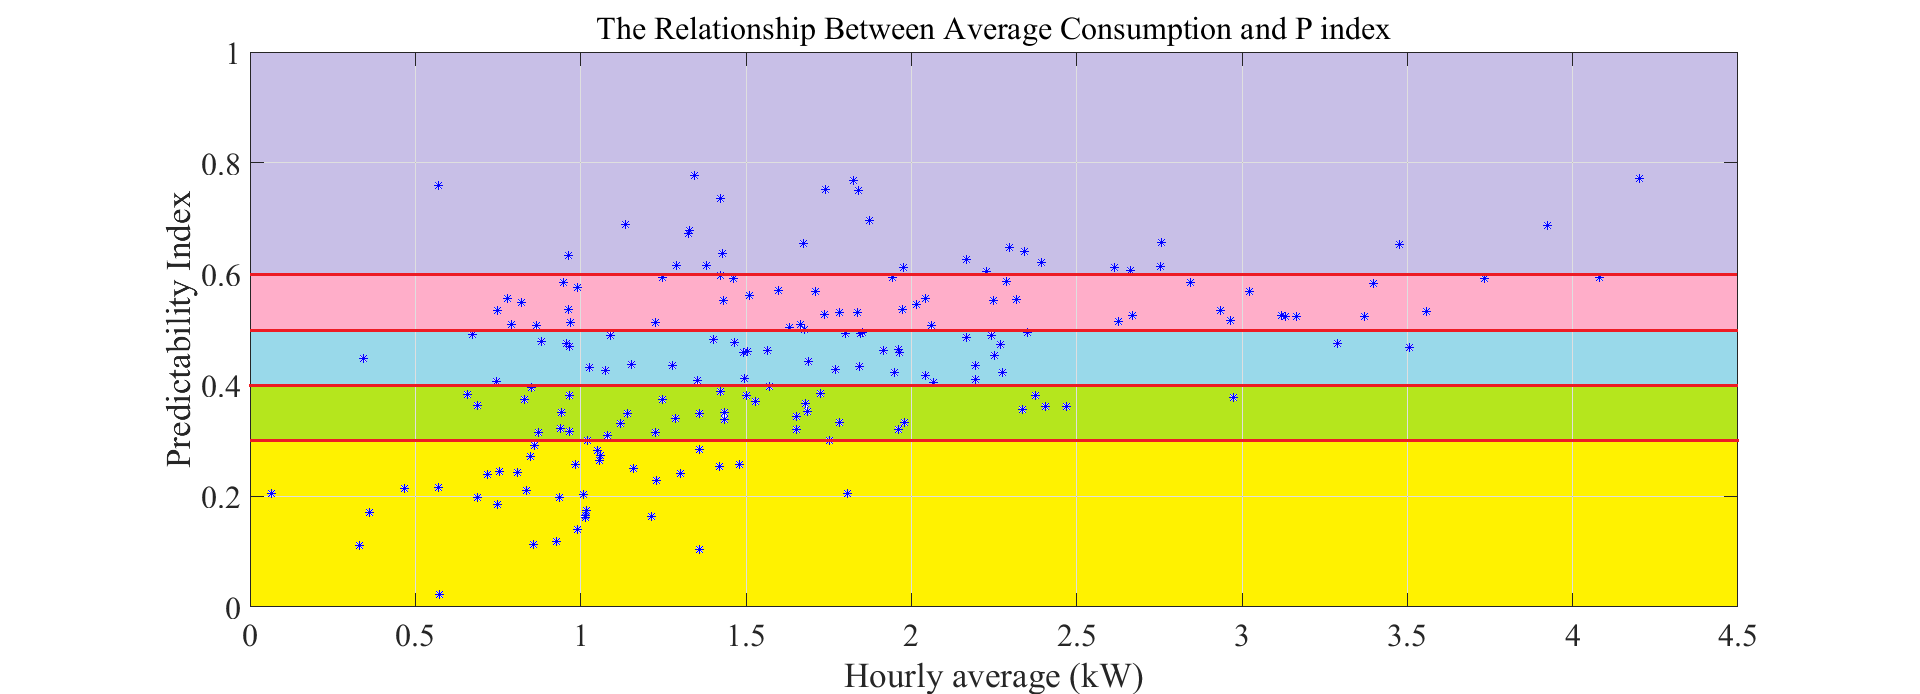 The Relationship Between Average Consumption and P index
Predictability Index
1
0.8
0.6
0.4
0.2
0
0 0.5 1 1.5 2 2.5 3 3.5 4 4.5
Hourly average (kW)